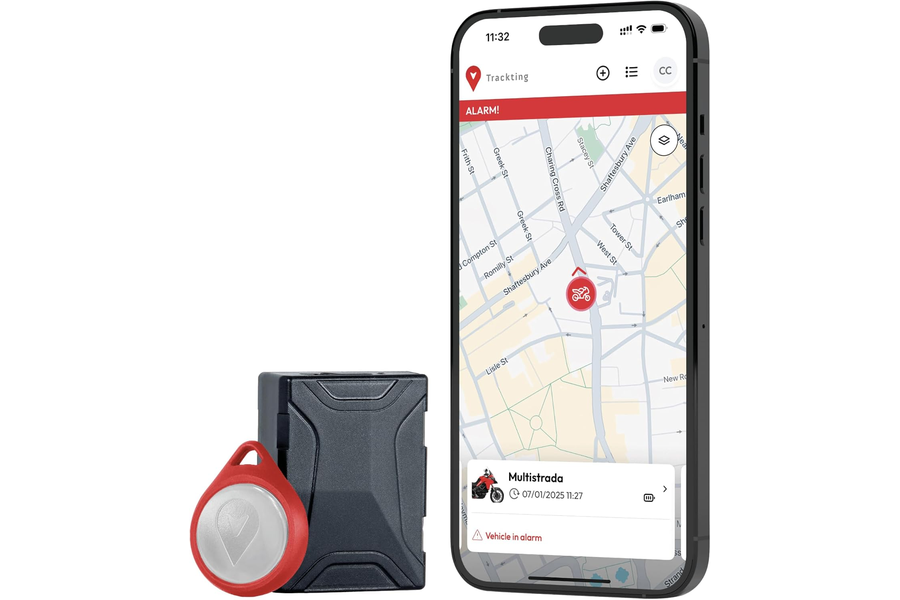 11:32
Trackting
CC
ALARM!
Frith St
Greek St
Charing Cross Rd
Stacey St
Shaftesbury Ave
Earlham
Greek St
Tower St
West St
Compton St
Romilly St
Shaftesbury Ave
Lisle St
New Ro
Multistrada
07/01/2025 11:27
Vehicle in alarm
Strand